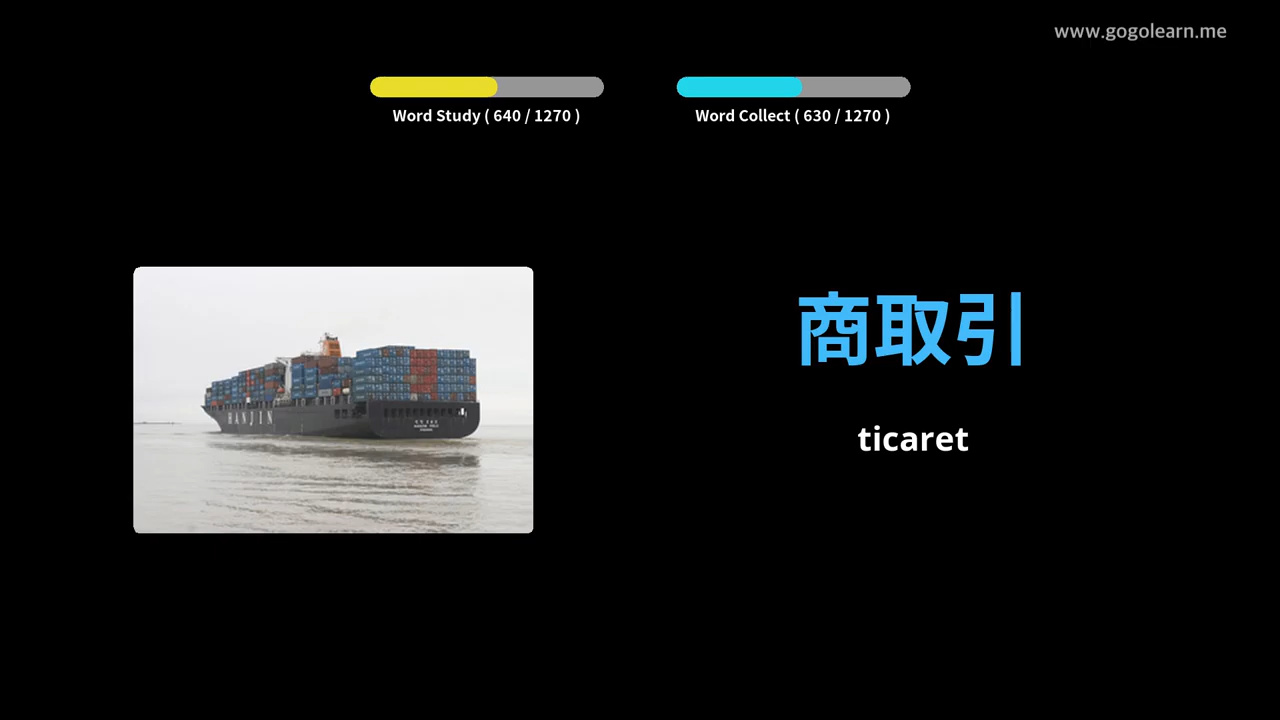 www.gogolearn.me
Word Study ( 640 / 1270 )
Word Collect ( 630 / 1270 )
商取引
ticaret
HANJIN